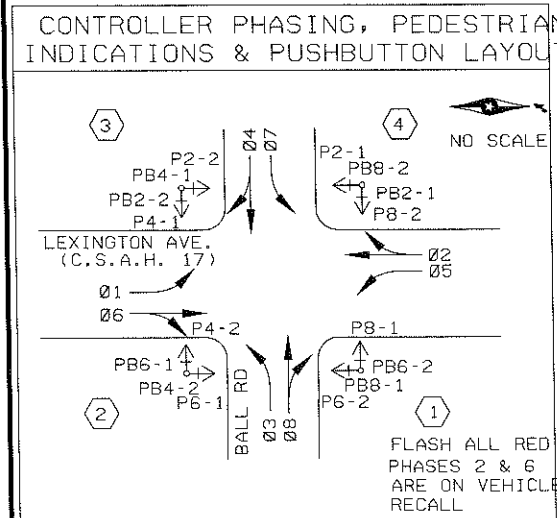 CONTROLLER PHASING, PEDESTRIAN
INDICATIONS & PUSHBUTTON LAYOU
3
4
NO SCALE
Ø4
Ø7
P2-2
PB4-1
PB2-2
P4-1
P2-1
PB8-2
PB2-1
P8-2
LEXINGTON AVE.
(C.S.A.H. 17)
Ø2
Ø5
Ø1
Ø6
P4-2
P8-1
PB6-1
PB4-2
P6-1
PB6-2
PB8-1
P6-2
BALL RD
Ø3
Ø8
2
1
FLASH ALL RED
PHASES 2 & 6
ARE ON VEHICLE
RECALL